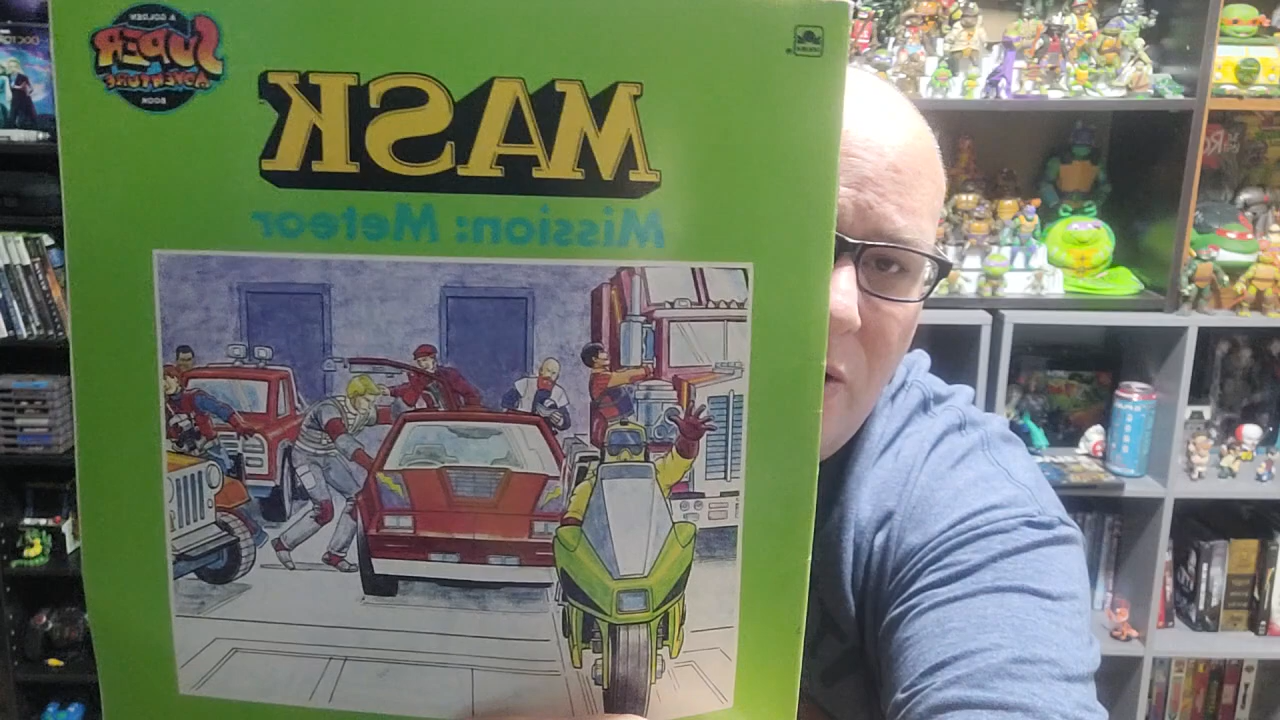 A GOLDEN
SUPER
ADVENTURE
BOOK
MASK
Mission: Meteor